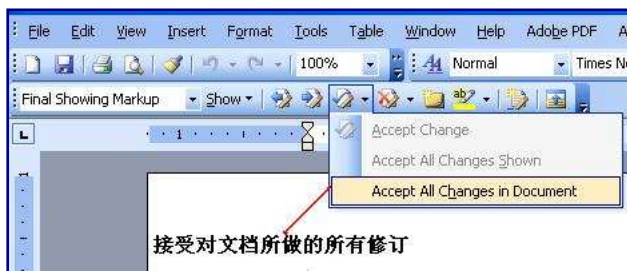 File Edit View Insert Format Tools Table Window Help Adobe PDF A
100% Normal Times N
Final Showing Markup Show
1
Accept Change
Accept All Changes Shown
Accept All Changes in Document
接受对文档所做的所有修订